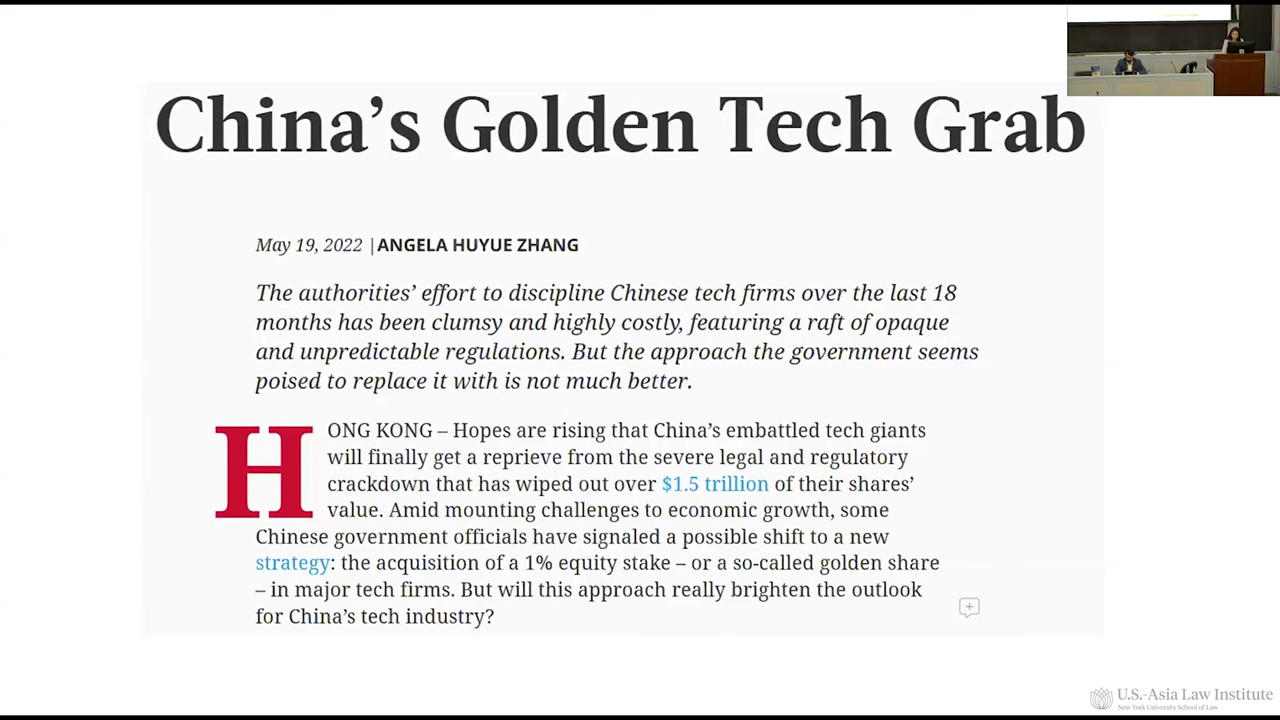 China’s Golden Tech Grab
May 19, 2022 | ANGELA HUYUE ZHANG
The authorities’ effort to discipline Chinese tech firms over the last 18
months has been clumsy and highly costly, featuring a raft of opaque
and unpredictable regulations. But the approach the government seems
poised to replace it with is not much better.
HONG KONG – Hopes are rising that China’s embattled tech giants
will finally get a reprieve from the severe legal and regulatory
crackdown that has wiped out over $1.5 trillion of their shares’
value. Amid mounting challenges to economic growth, some
Chinese government officials have signaled a possible shift to a new
strategy: the acquisition of a 1% equity stake – or a so-called golden share
– in major tech firms. But will this approach really brighten the outlook
for China’s tech industry?
U.S.-Asia Law Institute
New York University School of Law